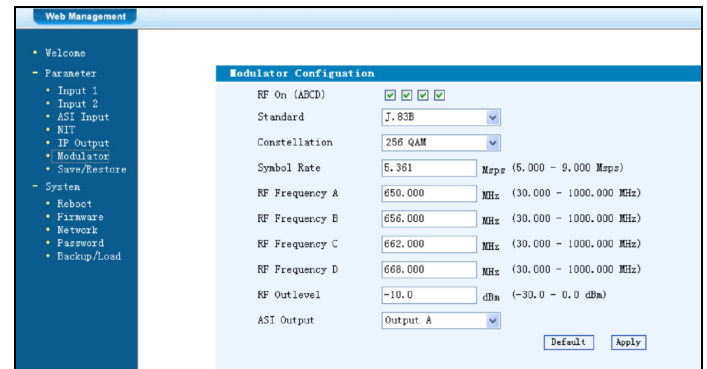 Web Management
• Welcome
- Parameter
• Input 1
• Input 2
• ASI Input
• NIT
• IP Output
• Modulator
• Save/Restore
- System
• Reboot
• Firmware
• Network
• Password
• Backup/Load
Modulator Configuation
RF On (ABCD)
Standard J.83B
Constellation 256 QAM
Symbol Rate 5.361 Msps (5.000 - 9.000 Msps)
RF Frequency A 650.000 MHz (30.000 - 1000.000 MHz)
RF Frequency B 656.000 MHz (30.000 - 1000.000 MHz)
RF Frequency C 662.000 MHz (30.000 - 1000.000 MHz)
RF Frequency D 668.000 MHz (30.000 - 1000.000 MHz)
RF Outlevel -10.0 dBm (-30.0 - 0.0 dBm)
ASI Output Output A
Default Apply